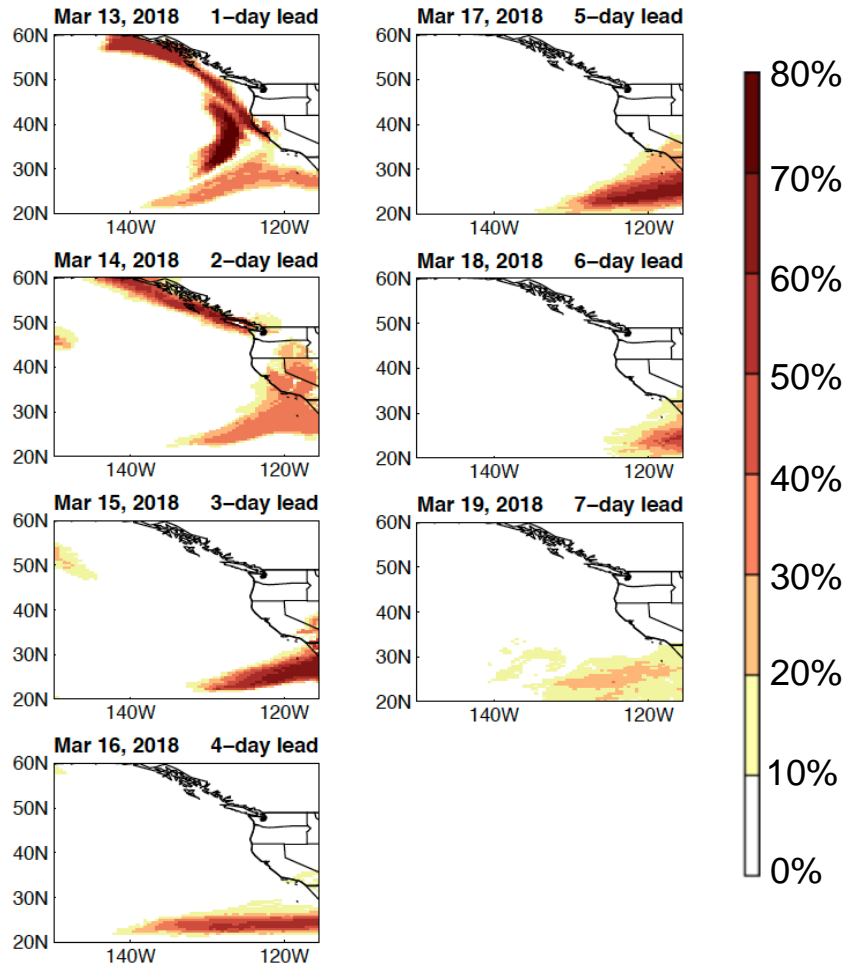 Mar 13, 2018 1−day lead
60N
50N
40N
30N
20N
140W 120W
Mar 14, 2018 2−day lead
60N
50N
40N
30N
20N
140W 120W
Mar 15, 2018 3−day lead
60N
50N
40N
30N
20N
140W 120W
Mar 16, 2018 4−day lead
60N
50N
40N
30N
20N
140W 120W
Mar 17, 2018 5−day lead
60N
50N
40N
30N
20N
140W 120W
Mar 18, 2018 6−day lead
60N
50N
40N
30N
20N
140W 120W
Mar 19, 2018 7−day lead
60N
50N
40N
30N
20N
140W 120W
80%
70%
60%
50%
40%
30%
20%
10%
0%